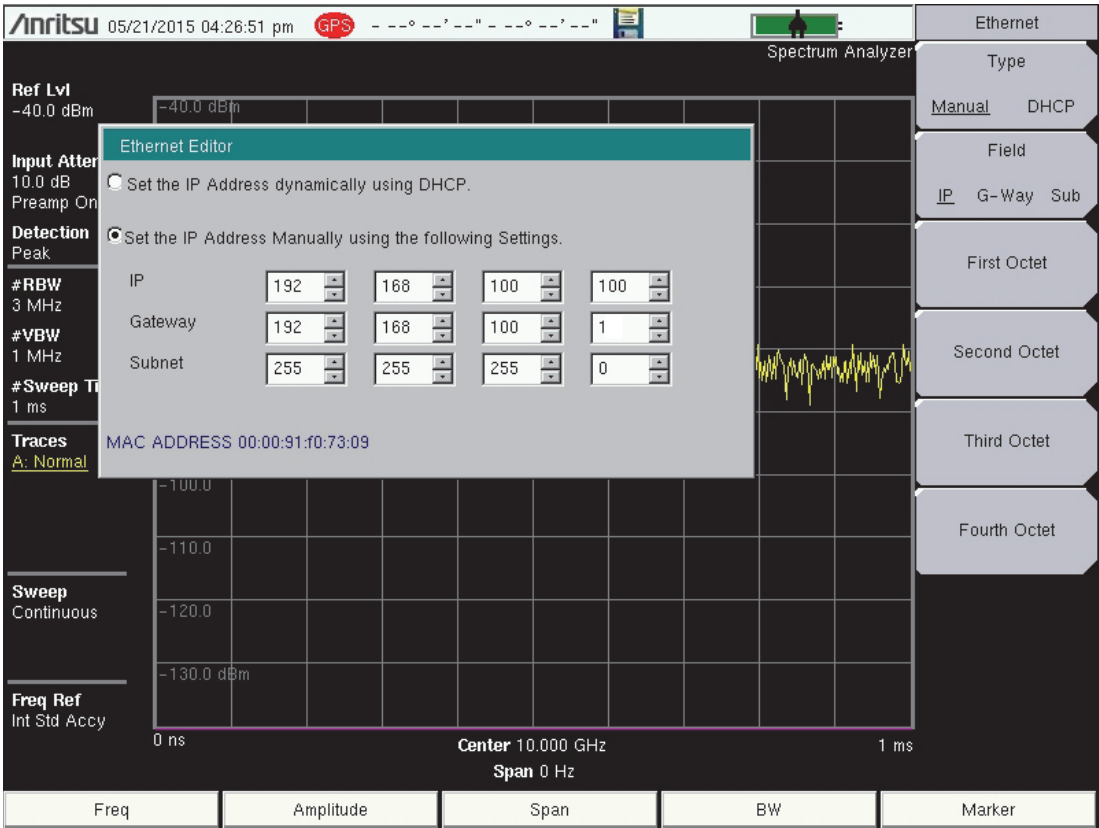 Anritsu 05/21/2015 04:26:51 pm GPS - --° --'--" - --° --'--"
Spectrum Analyzer
Ref Lvl
-40.0 dBm
Input Atten
10.0 dB
Preamp On
Detection
Peak
#RBW
3 MHz
#VBW
1 MHz
#Sweep Ti
1 ms
Traces
A: Normal
Sweep
Continuous
Freq Ref
Int Std Accy
-40.0 dBm
Ethernet Editor
Set the IP Address dynamically using DHCP.
Set the IP Address Manually using the following Settings.
IP 192 168 100 100
Gateway 192 168 100 1
Subnet 255 255 255 0
MAC ADDRESS 00:00:91:f0:73:09
-100.0
-110.0
-120.0
-130.0 dBm
0 ns Center 10.000 GHz 1 ms
Span 0 Hz
Ethernet
Type
Manual DHCP
Field
IP G-Way Sub
First Octet
Second Octet
Third Octet
Fourth Octet
Freq Amplitude Span BW Marker